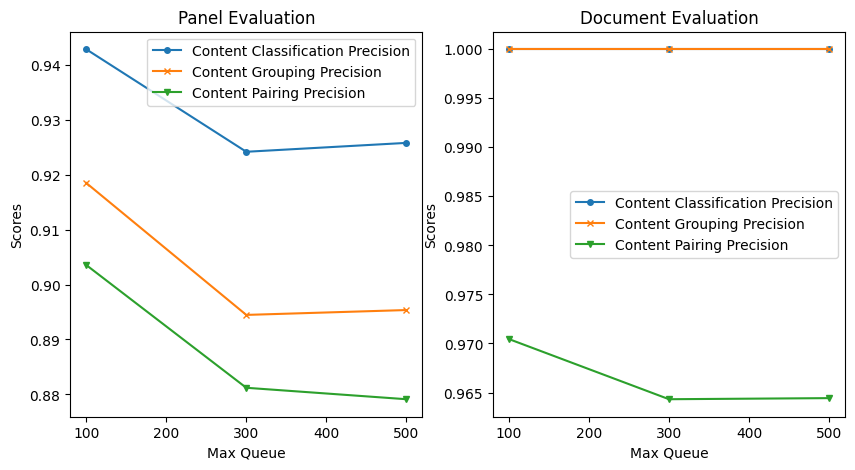 Panel Evaluation
0.94
0.93
0.92
0.91
0.90
0.89
0.88
Scores
100
200
300
400
500
Max Queue
Content Classification Precision
Content Grouping Precision
Content Pairing Precision
Document Evaluation
1.000
0.995
0.990
0.985
0.980
0.975
0.970
0.965
Scores
100
200
300
400
500
Max Queue
Content Classification Precision
Content Grouping Precision
Content Pairing Precision